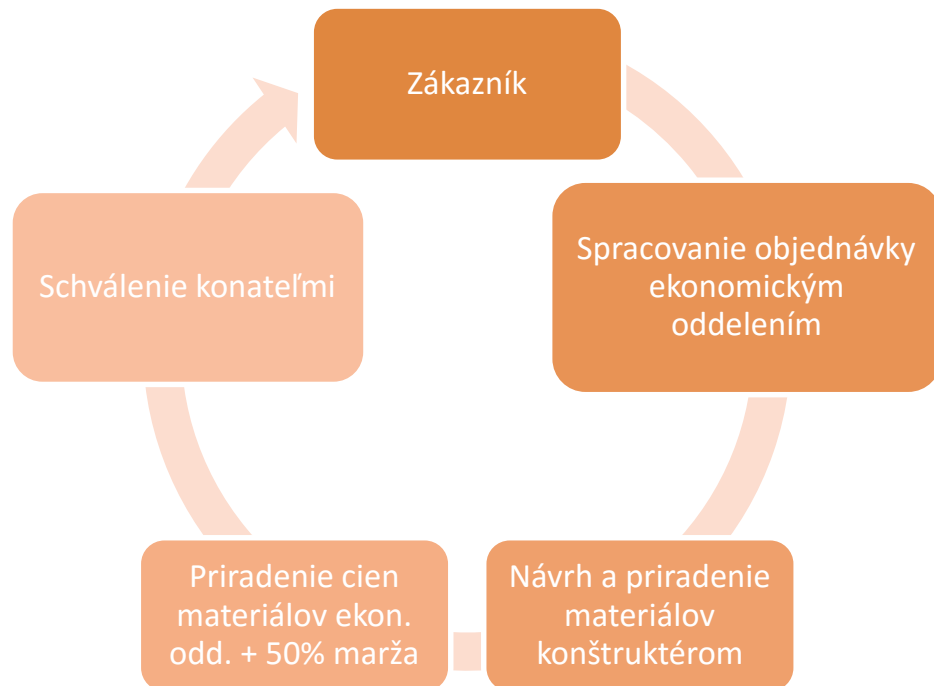 Zákazník
Spracovanie objednávky
ekonomickým
oddelením
Návrh a priradenie
materiálov
konštruktérom
Priradenie cien
materiálov ekon.
odd. + 50% marža
Schválenie konateľmi